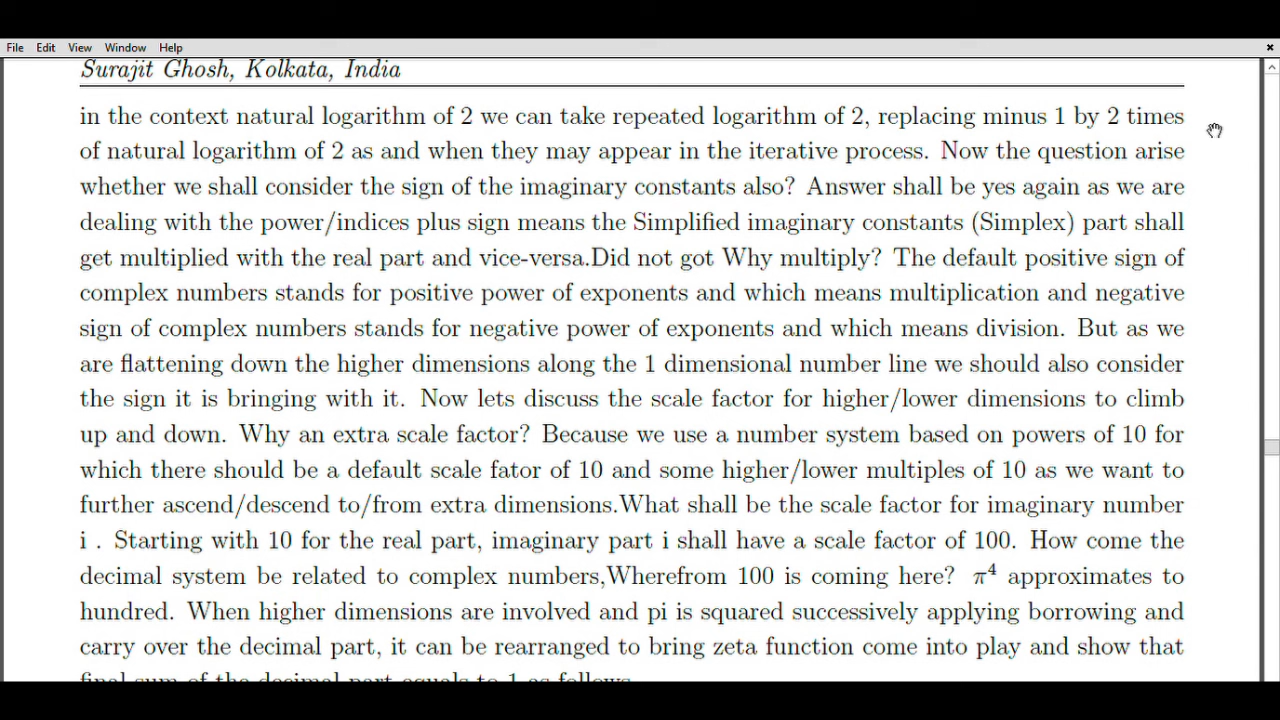 File Edit View Window Help
Surajit Ghosh, Kolkata, India
in the context natural logarithm of 2 we can take repeated logarithm of 2, replacing minus 1 by 2 times
of natural logarithm of 2 as and when they may appear in the iterative process. Now the question arise
whether we shall consider the sign of the imaginary constants also? Answer shall be yes again as we are
dealing with the power/indices plus sign means the Simplified imaginary constants (Simplex) part shall
get multiplied with the real part and vice-versa.Did not got Why multiply? The default positive sign of
complex numbers stands for positive power of exponents and which means multiplication and negative
sign of complex numbers stands for negative power of exponents and which means division. But as we
are flattening down the higher dimensions along the 1 dimensional number line we should also consider
the sign it is bringing with it. Now lets discuss the scale factor for higher/lower dimensions to climb
up and down. Why an extra scale factor? Because we use a number system based on powers of 10 for
which there should be a default scale fator of 10 and some higher/lower multiples of 10 as we want to
further ascend/descend to/from extra dimensions.What shall be the scale factor for imaginary number
i . Starting with 10 for the real part, imaginary part i shall have a scale factor of 100. How come the
decimal system be related to complex numbers,Wherefrom 100 is coming here? π⁴ approximates to
hundred. When higher dimensions are involved and pi is squared successively applying borrowing and
carry over the decimal part, it can be rearranged to bring zeta function come into play and show that
final sum of the decimal part equals to 1 as follows